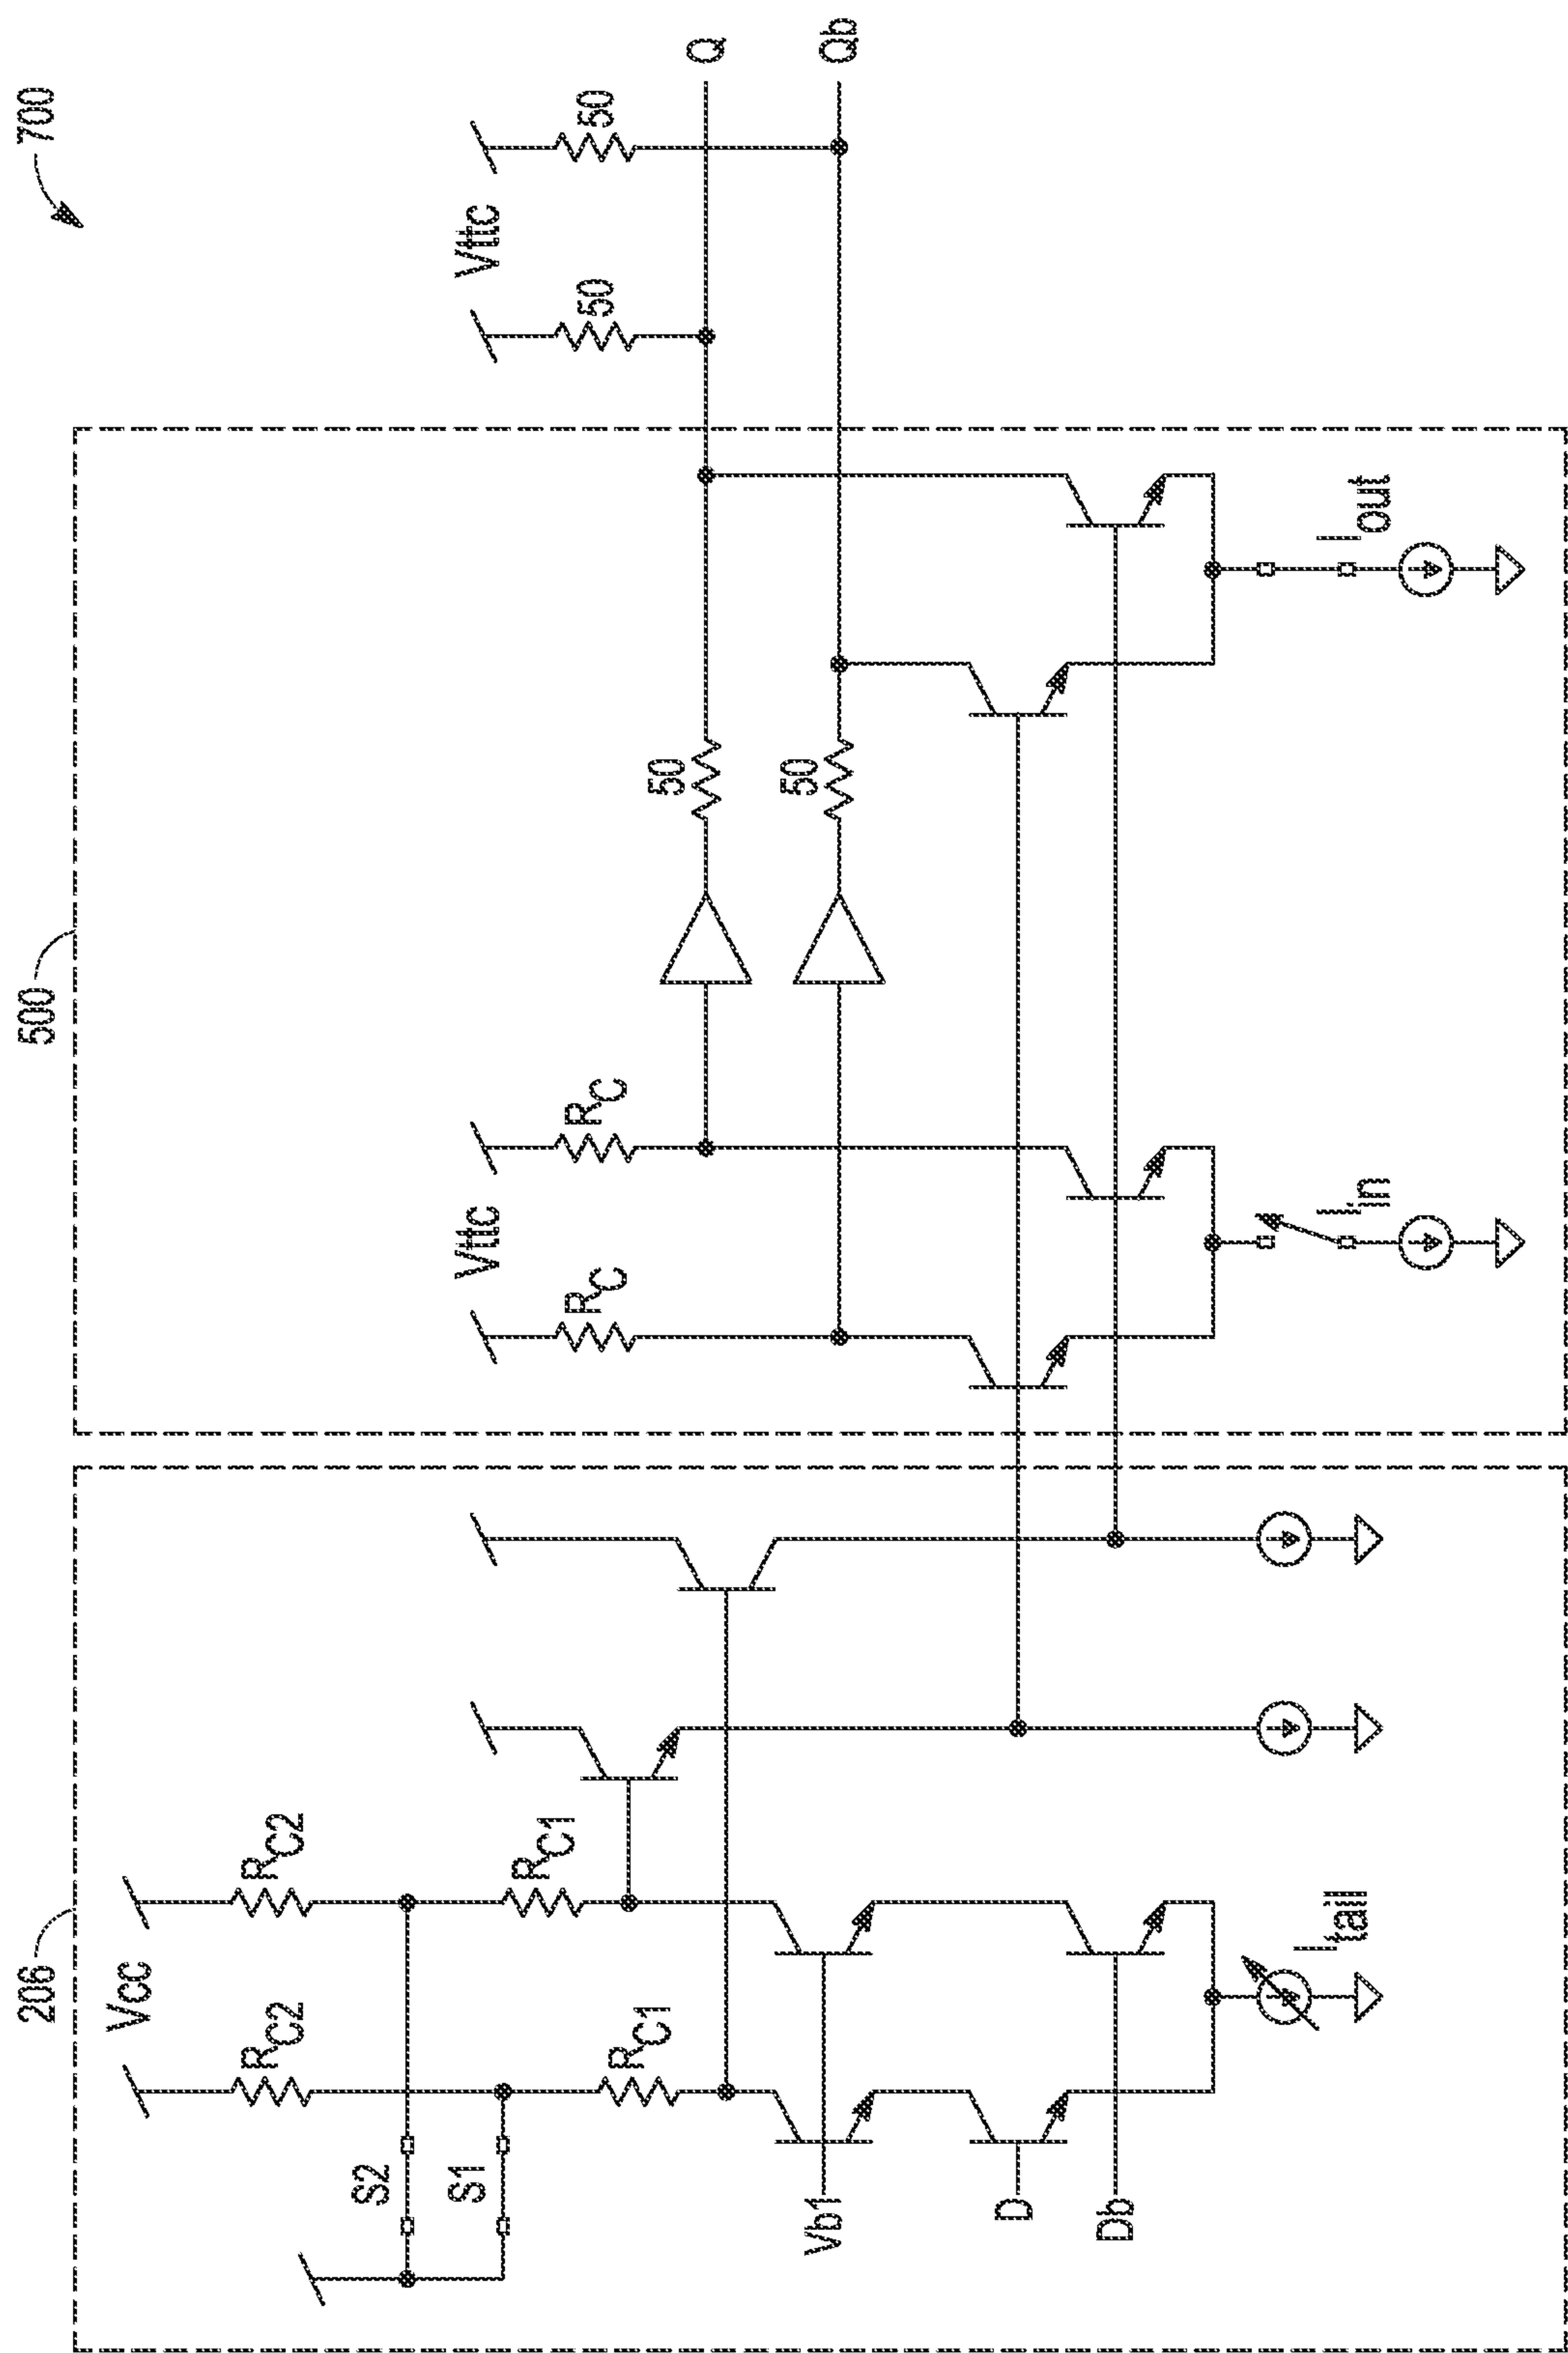 700
206
500
Vcc
RC2
RC2
S2
S1
RC1
RC1
Vb1
D
Db
Itail
Vttc
RC
RC
50
50
Iin
Iout
Vttc
50
50
Q
Qb